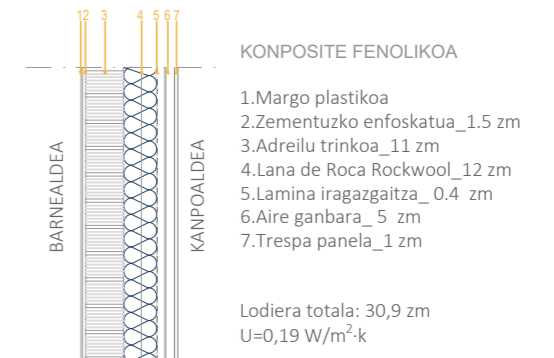 12 3 4 5 6 7
KONPOSITE FENOLIKOA
1.Margo plastikoa
2.Zementuzko enfoskatua_1.5 zm
3.Adreilu trinkoa_11 zm
4.Lana de Roca Rockwool_12 zm
5.Lamina iragazgaitza_ 0.4 zm
6.Aire ganbara_ 5 zm
7.Trespa panela_1 zm
BARNEALDEA
KANPOALDEA
Lodiera totala: 30,9 zm
U=0,19 W/m²·k